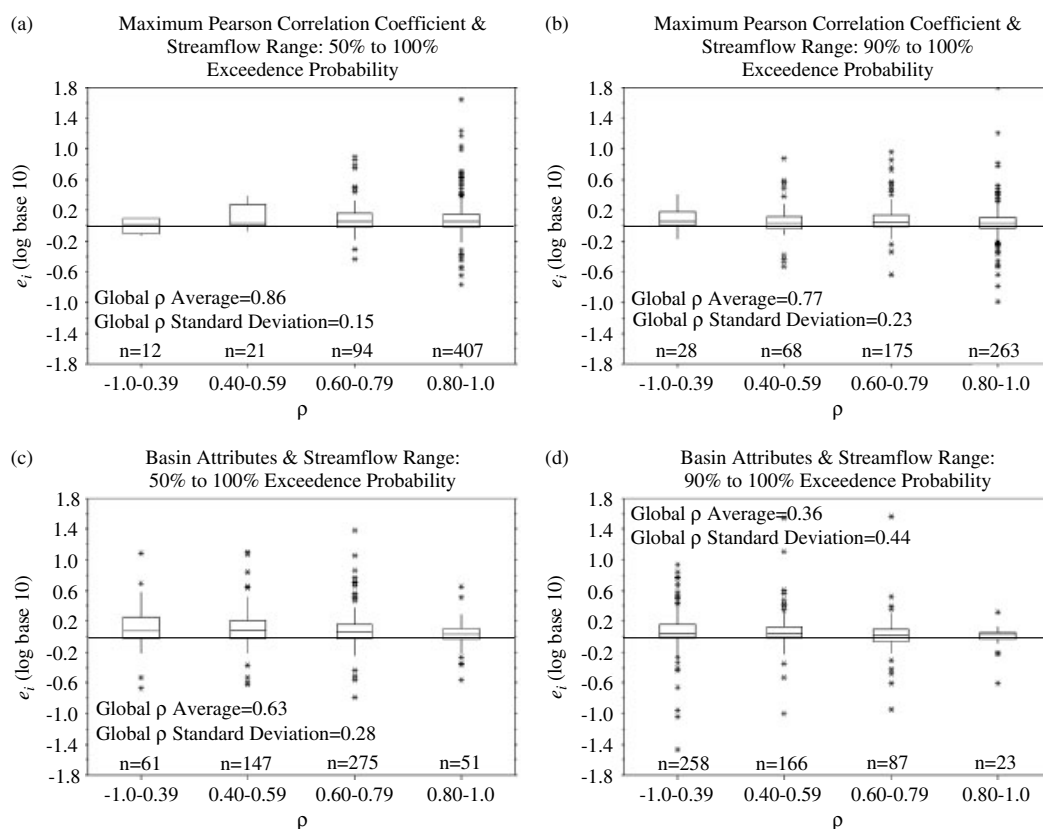 (a)
Maximum Pearson Correlation Coefficient &
Streamflow Range: 50% to 100%
Exceedence Probability
1.8
1.4
1.0
0.6
0.2
-0.2
-0.6
-1.0
-1.4
-1.8
e_i (log base 10)
Global ρ Average=0.86
Global ρ Standard Deviation=0.15
n=12 n=21 n=94 n=407
-1.0-0.39 0.40-0.59 0.60-0.79 0.80-1.0
ρ
(b)
Maximum Pearson Correlation Coefficient &
Streamflow Range: 90% to 100%
Exceedence Probability
1.8
1.4
1.0
0.6
0.2
-0.2
-0.6
-1.0
-1.4
-1.8
e_i (log base 10)
Global ρ Average=0.77
Global ρ Standard Deviation=0.23
n=28 n=68 n=175 n=263
-1.0-0.39 0.40-0.59 0.60-0.79 0.80-1.0
ρ
(c)
Basin Attributes & Streamflow Range:
50% to 100% Exceedence Probability
1.8
1.4
1.0
0.6
0.2
-0.2
-0.6
-1.0
-1.4
-1.8
e_i (log base 10)
Global ρ Average=0.63
Global ρ Standard Deviation=0.28
n=61 n=147 n=275 n=51
-1.0-0.39 0.40-0.59 0.60-0.79 0.80-1.0
ρ
(d)
Basin Attributes & Streamflow Range:
90% to 100% Exceedence Probability
1.8
1.4
1.0
0.6
0.2
-0.2
-0.6
-1.0
-1.4
-1.8
e_i (log base 10)
Global ρ Average=0.36
Global ρ Standard Deviation=0.44
n=258 n=166 n=87 n=23
-1.0-0.39 0.40-0.59 0.60-0.79 0.80-1.0
ρ